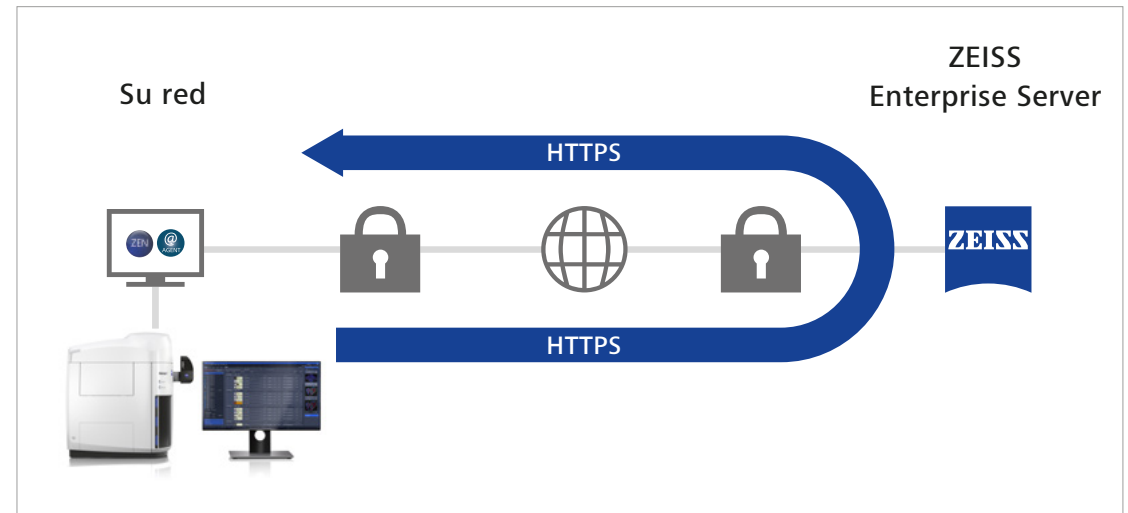 Su red
ZEISS
Enterprise Server
HTTPS
ZEN
@
AGENT
ZEISS
HTTPS